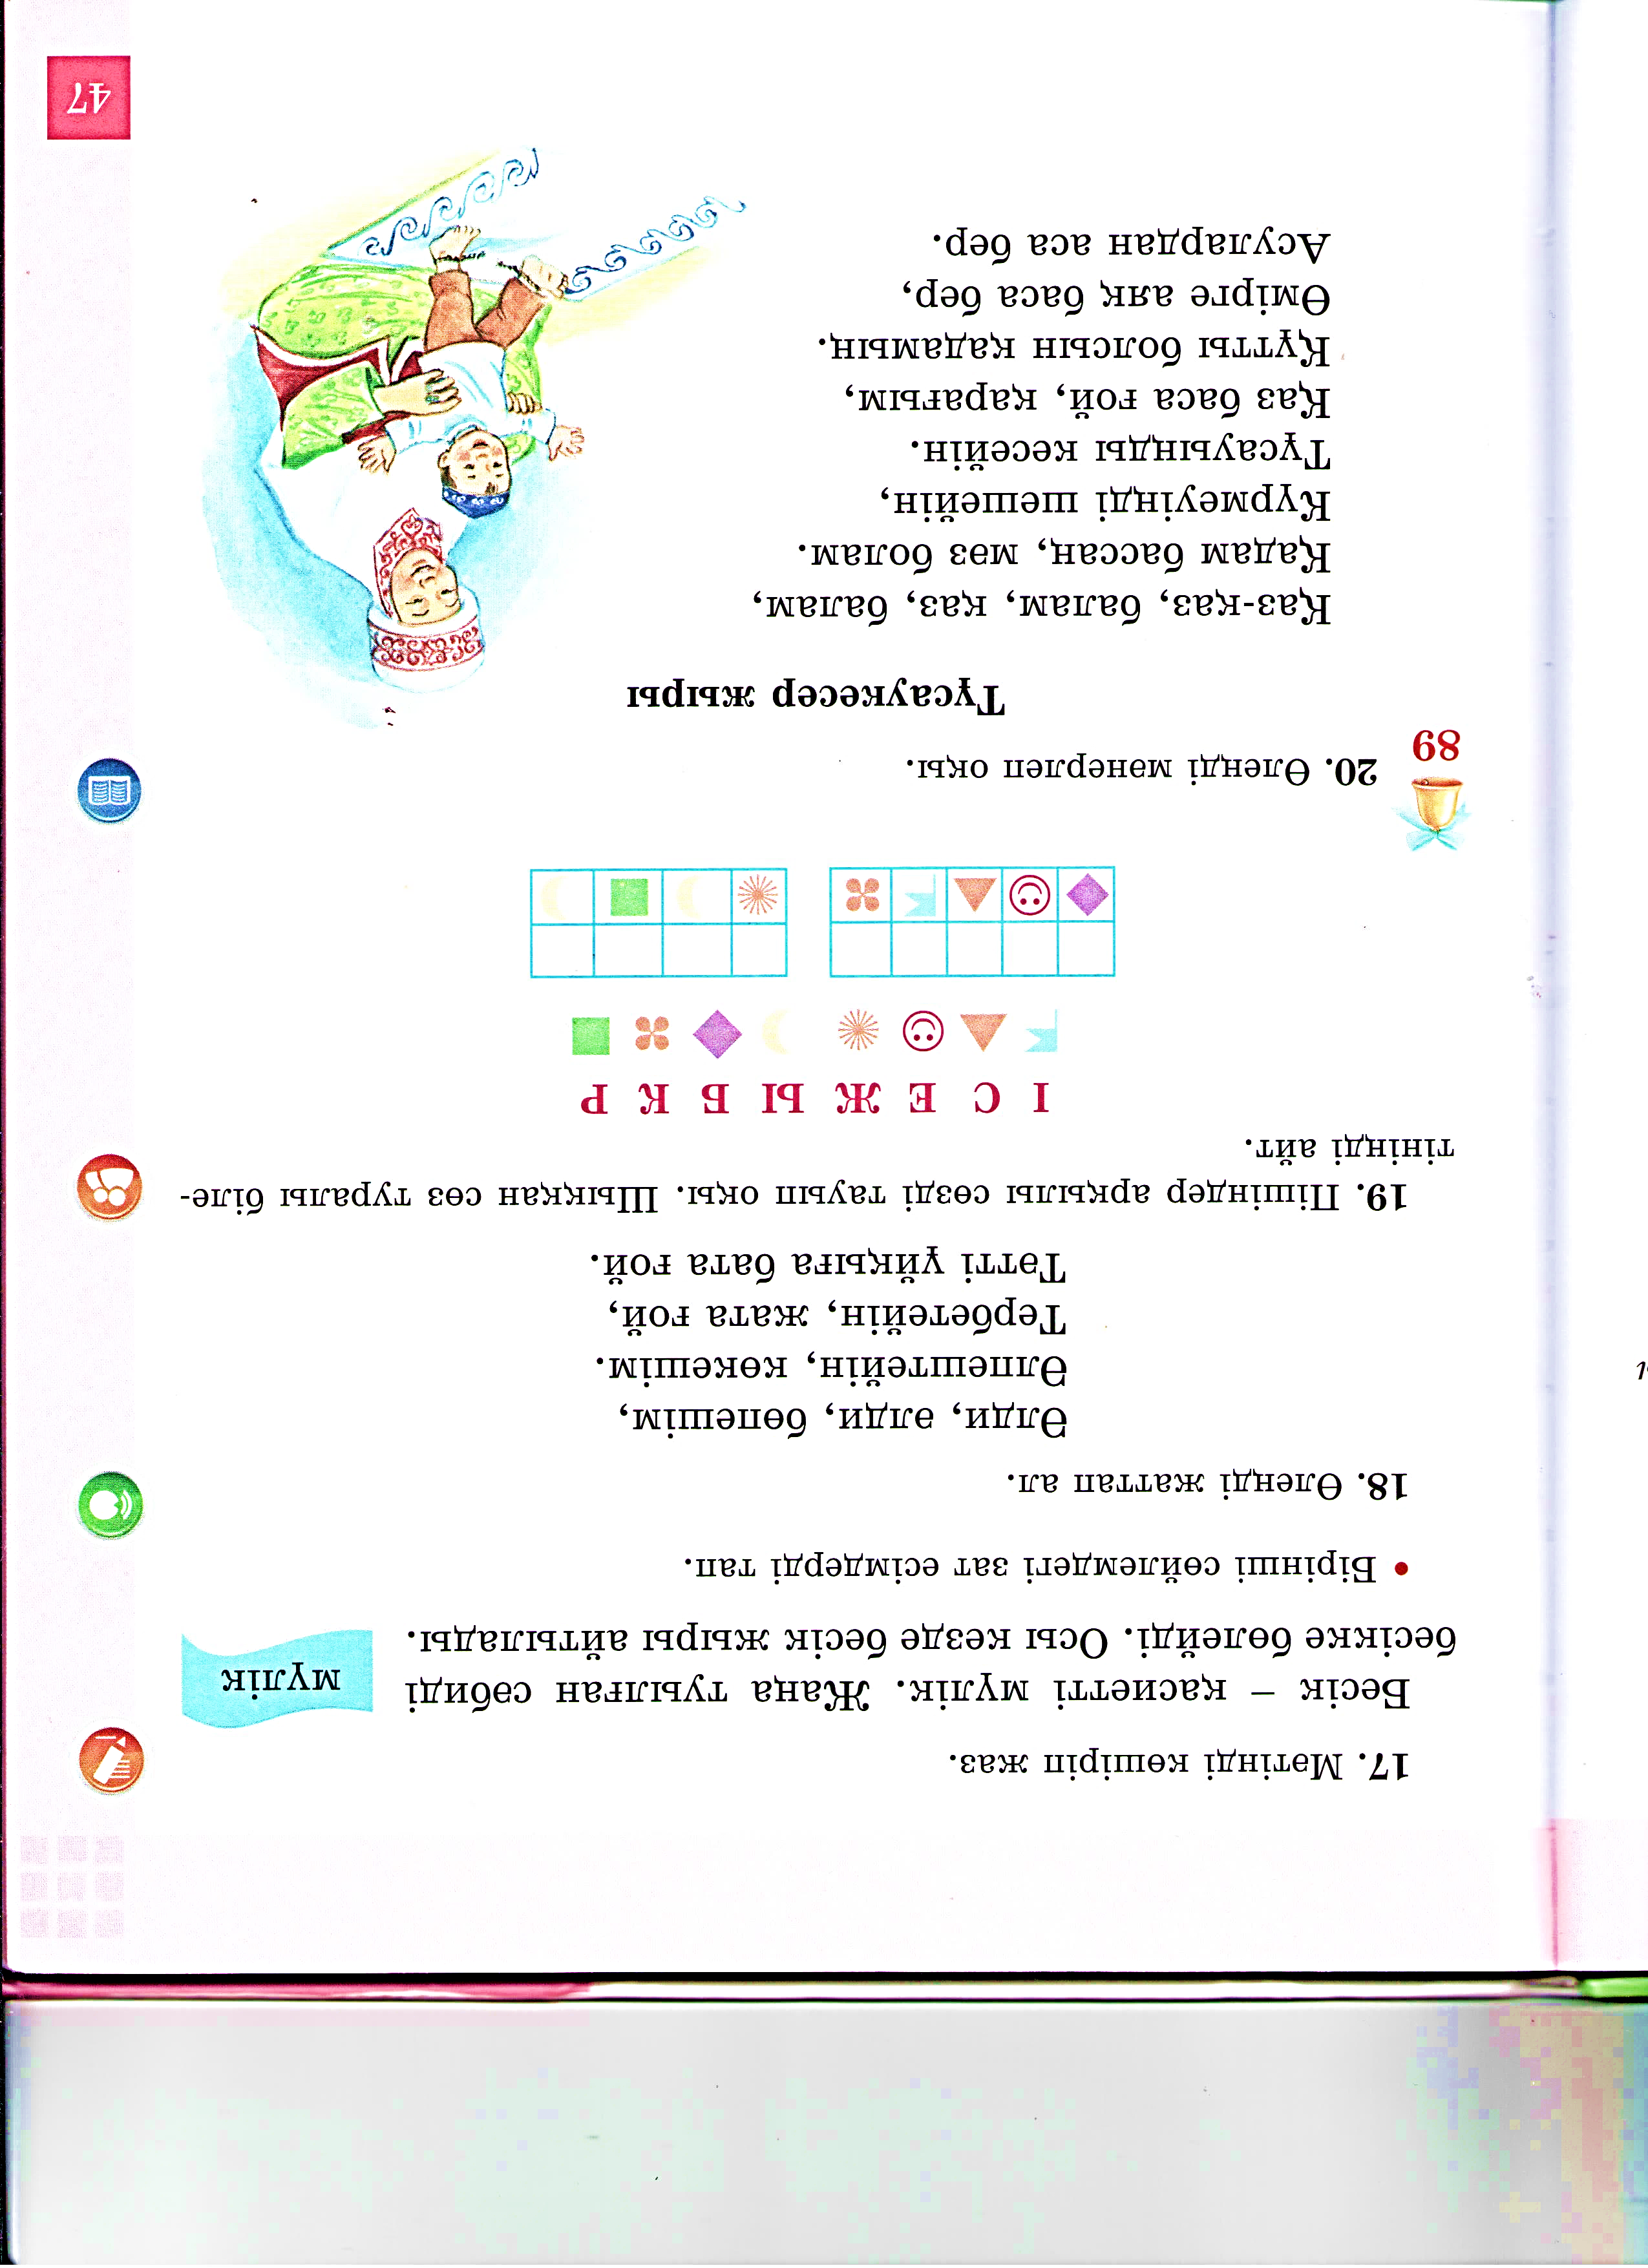 17. Мәтінді көшіріп жаз.
Бесік – қасиетті мүлік. Жаңа туылған сәбиді
бесікке бөлейді. Осы кезде бесік жыры айтылады.
мүлік
• Бірінші сөйлемдегі зат есімдерді тап.
18. Өлеңді жаттап ал.
Әлди, әлди, бөпешім,
Әлпештейін, көкешім.
Тербетейін, жата ғой,
Тәтті ұйқыға бата ғой.
19. Пішіндер арқылы сөзді тауып оқы. Шыққан сөз туралы біле-
тініңді айт.
І С Е Ж Ы Б К Р
89
20. Өлеңді мәнерлеп оқы.
Тұсаукесер жыры
Қаз-қаз, балам, қаз, балам,
Қадам бассаң, мәз болам.
Күрмеуіңді шешейін,
Тұсауыңды кесейін.
Қаз баса ғой, қарағым,
Құтты болсын қадамың.
Өмірге аяқ баса бер,
Асулардан аса бер.
47